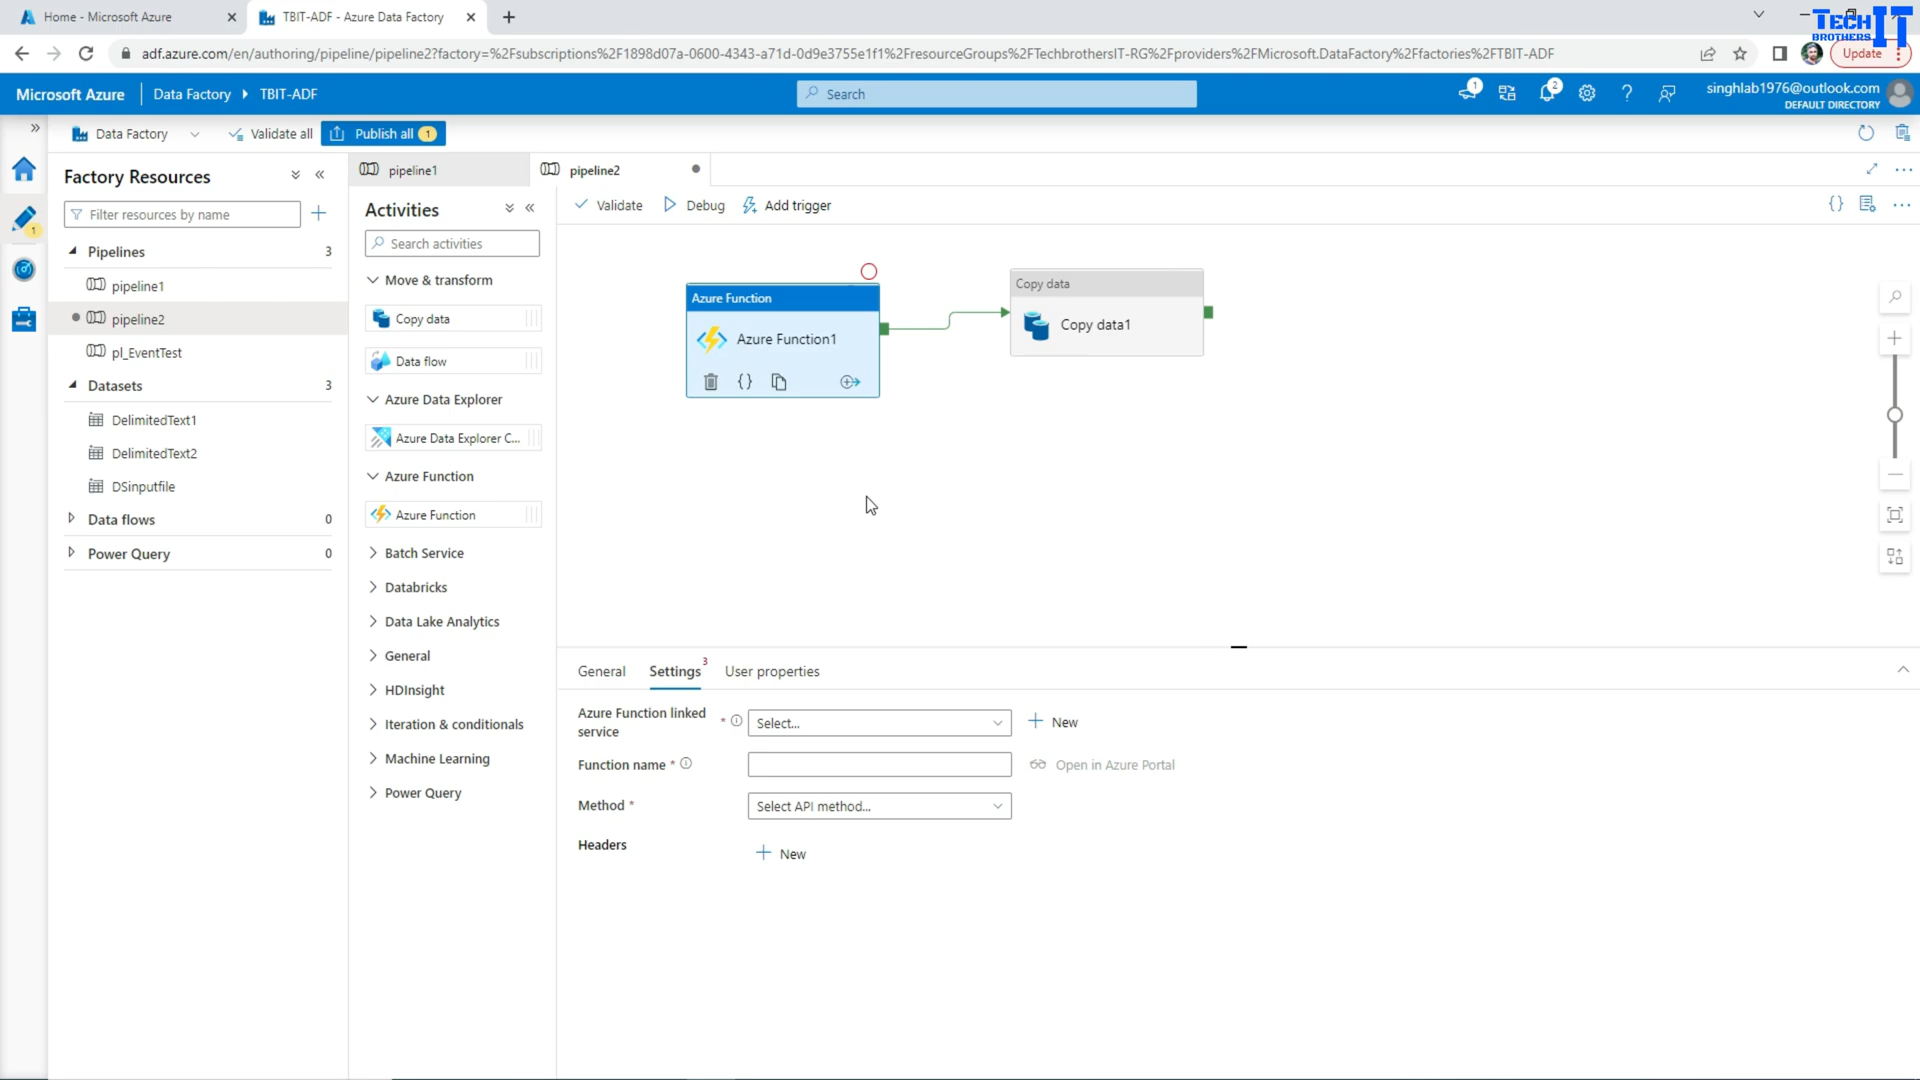 Home - Microsoft Azure
TBIT-ADF - Azure Data Factory
TECH IT
BROTHERS
adf.azure.com/en/authoring/pipeline/pipeline2?factory=%2Fsubscriptions%2F1898d07a-0600-4343-a71d-0d9e3755e1f1%2FresourceGroups%2FTechbrothersIT-RG%2Fproviders%2FMicrosoft.DataFactory%2Ffactories%2FTBIT-ADF
Update
Microsoft Azure
Data Factory
TBIT-ADF
Search
1
2
singhlab1976@outlook.com
DEFAULT DIRECTORY
Data Factory
Validate all
Publish all 1
1
Factory Resources
Filter resources by name
Pipelines 3
pipeline1
pipeline2
pl_EventTest
Datasets 3
DelimitedText1
DelimitedText2
DSinputfile
Data flows 0
Power Query 0
pipeline1
pipeline2
Activities
Search activities
Move & transform
Copy data
Data flow
Azure Data Explorer
Azure Data Explorer C...
Azure Function
Azure Function
Batch Service
Databricks
Data Lake Analytics
General
HDInsight
Iteration & conditionals
Machine Learning
Power Query
Validate
Debug
Add trigger
Azure Function
Azure Function1
Copy data
Copy data1
General
Settings 3
User properties
Azure Function linked
service *
Select...
New
Function name *
Open in Azure Portal
Method *
Select API method...
Headers
New